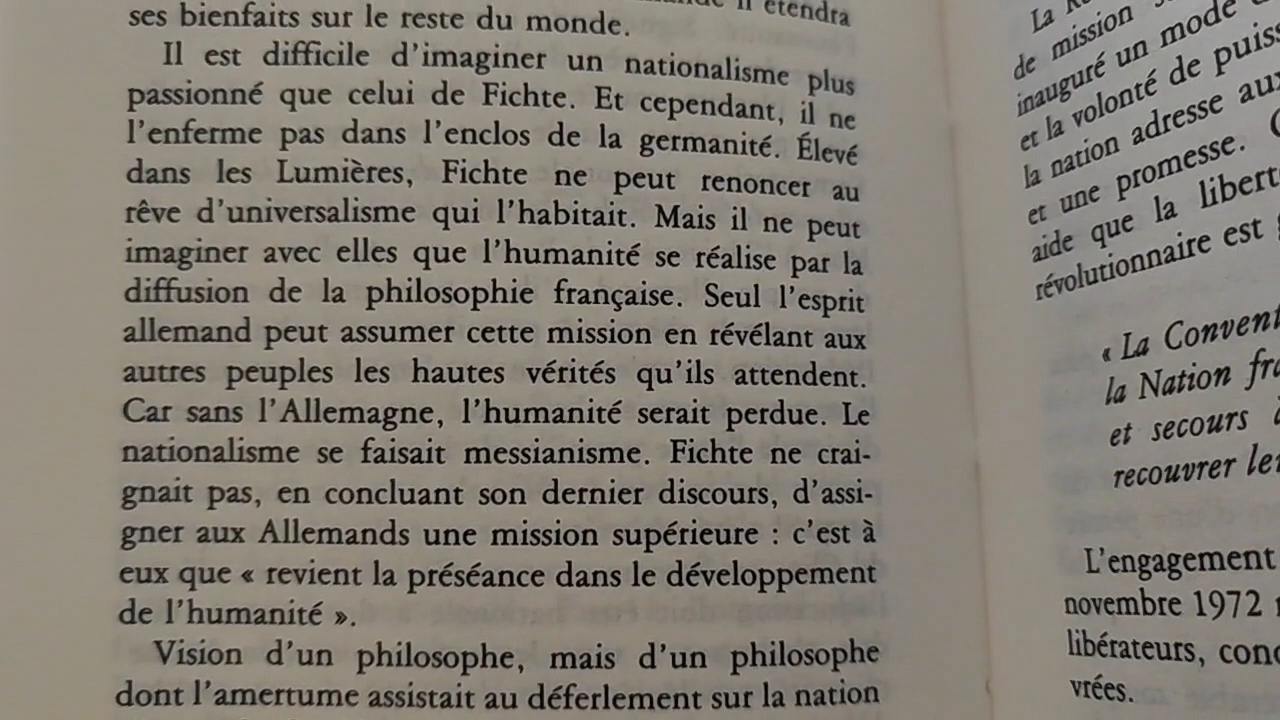 il étendra
ses bienfaits sur le reste du monde.
Il est difficile d'imaginer un nationalisme plus
passionné que celui de Fichte. Et cependant, il ne
l'enferme pas dans l'enclos de la germanité. Élevé
dans les Lumières, Fichte ne peut renoncer au
rêve d'universalisme qui l'habitait. Mais il ne peut
imaginer avec elles que l'humanité se réalise par la
diffusion de la philosophie française. Seul l'esprit
allemand peut assumer cette mission en révélant aux
autres peuples les hautes vérités qu'ils attendent.
Car sans l'Allemagne, l'humanité serait perdue. Le
nationalisme se faisait messianisme. Fichte ne crai-
gnait pas, en concluant son dernier discours, d'assi-
gner aux Allemands une mission supérieure : c'est à
eux que « revient la préséance dans le développement
de l'humanité ».
Vision d'un philosophe, mais d'un philosophe
dont l'amertume assistait au déferlement sur la nation
La
de mission
inauguré un mode
et la volonté de
la nation adresse
et une promesse.
aide que la
révolutionnaire est
« La
la Nation
et secours
recouvrer
L'engagement
novembre 1972
libérateurs,
vrées.